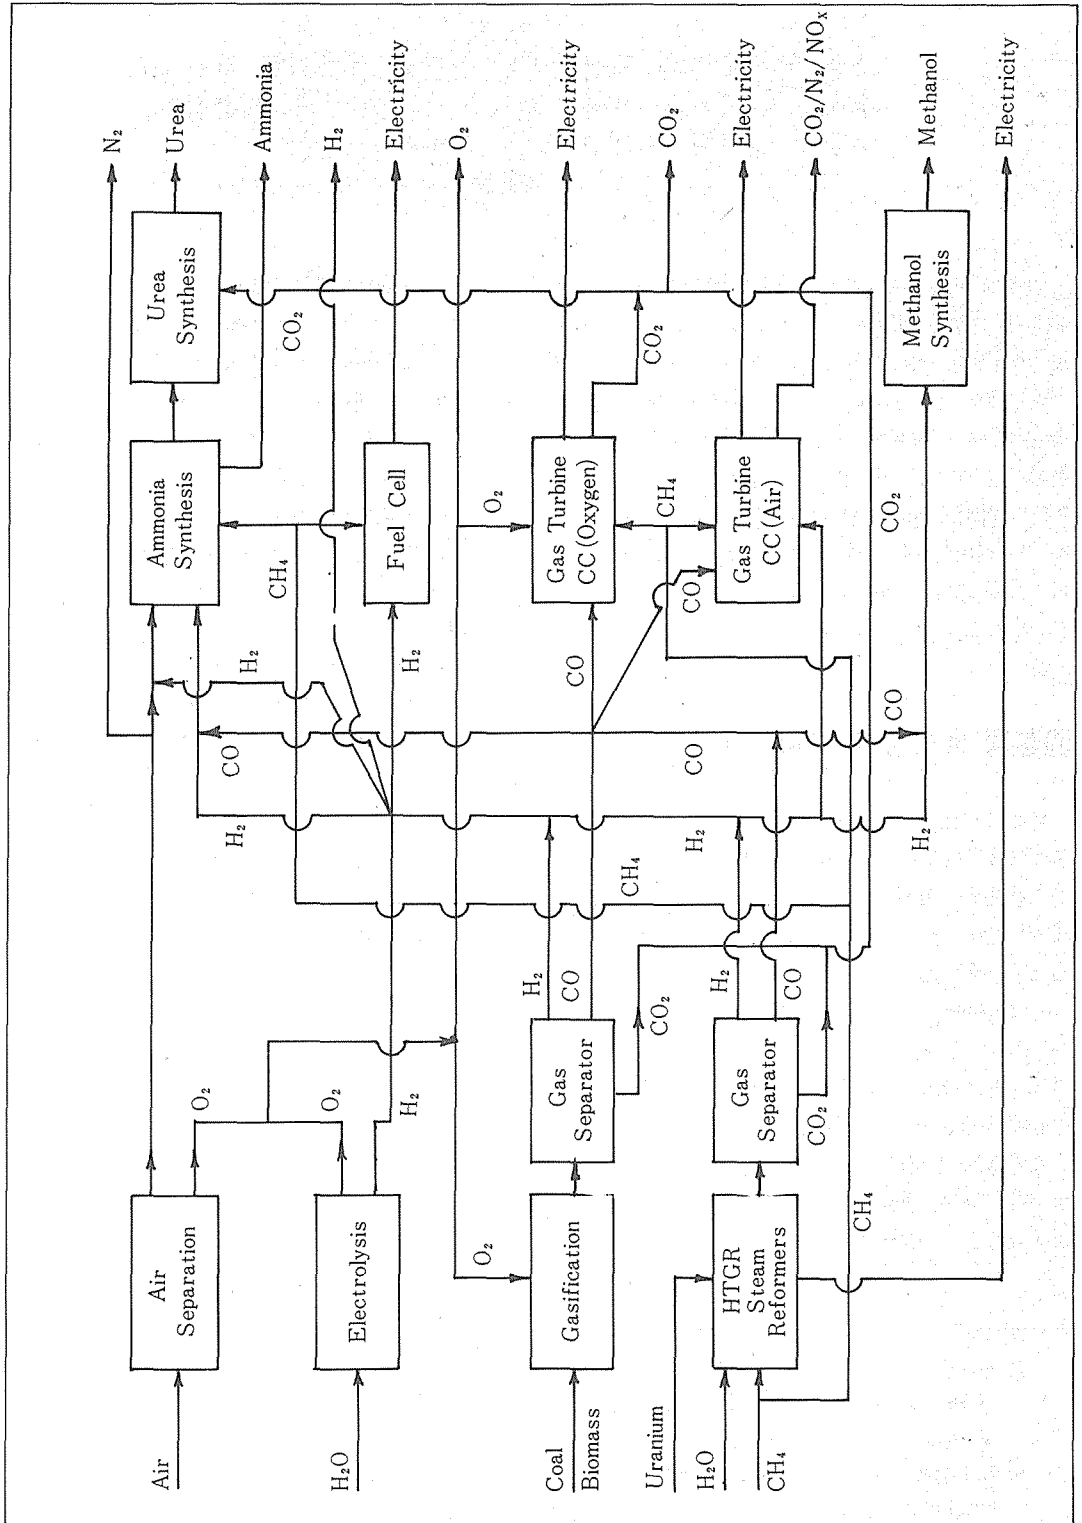 Air
H₂O
Coal
Biomass
Uranium
H₂O
CH₄
Air
Separation
Electrolysis
Gasification
HTGR
Steam
Reformers
O₂
O₂
H₂
O₂
Gas
Separator
Gas
Separator
CO₂
CH₄
H₂
CO
CO₂
H₂
CO
H₂
CH₄
H₂
H₂
CO
H₂
CH₄
H₂
CO
CO
CO
CO
Ammonia
Synthesis
Fuel Cell
O₂
Gas Turbine
CC (Oxygen)
CH₄
Gas Turbine
CC (Air)
CO₂
Urea
Synthesis
CO₂
CO₂
Methanol
Synthesis
N₂
Urea
Ammonia
H₂
Electricity
O₂
Electricity
CO₂
Electricity
CO₂/N₂/NOₓ
Methanol
Electricity